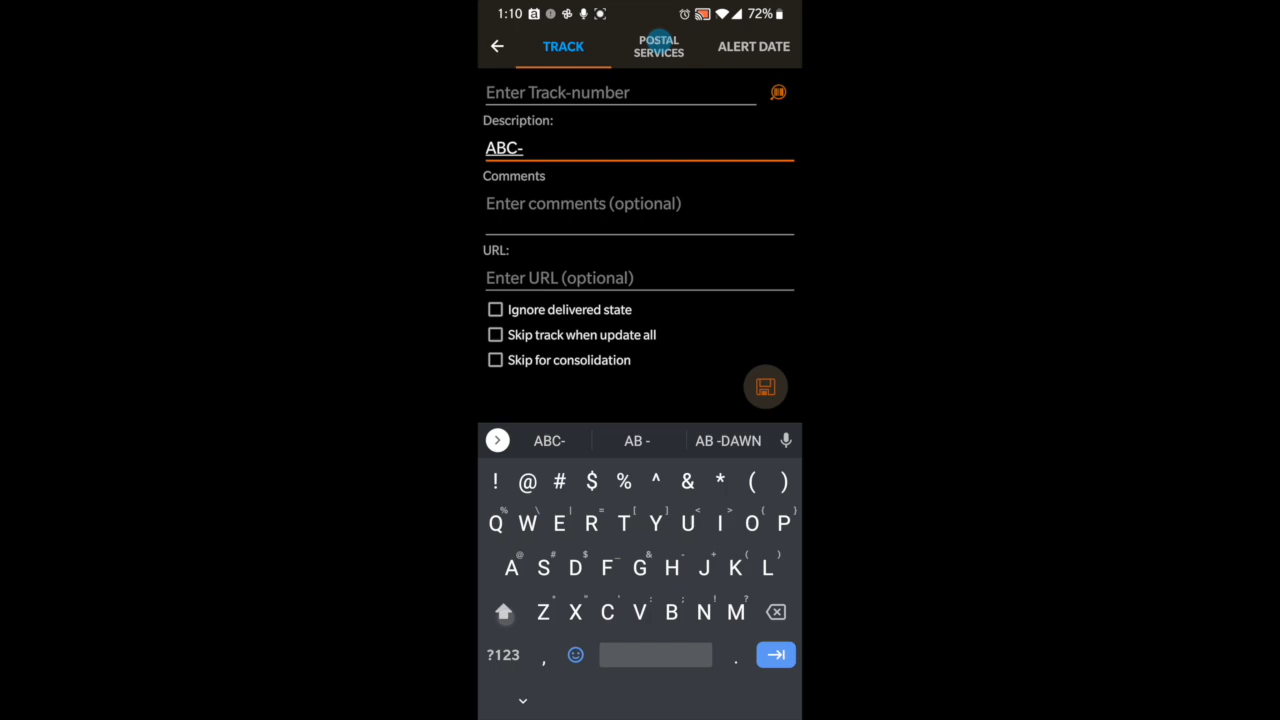 1:10 72%
TRACK POSTAL SERVICES ALERT DATE
Enter Track-number
Description:
ABC-
Comments
Enter comments (optional)
URL:
Enter URL (optional)
Ignore delivered state
Skip track when update all
Skip for consolidation
ABC- AB - AB -DAWN
! @ # $ % ^ & * ( )
% \ | = [ ] < > { }
Q W E R T Y U I O P
@ # $ _ & - + ( )
A S D F G H J K L
* " ' : ; ! ?
Z X C V B N M
?123 , .